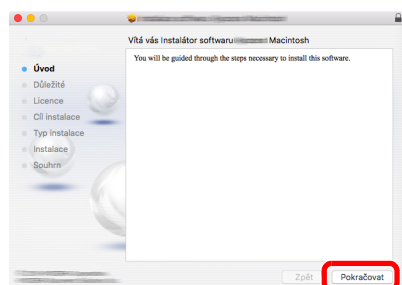 Vítá vás Instalátor softwaru Macintosh
You will be guided through the steps necessary to install this software.
Úvod
Důležité
Licence
Cíl instalace
Typ instalace
Instalace
Souhrn
Zpět
Pokračovat